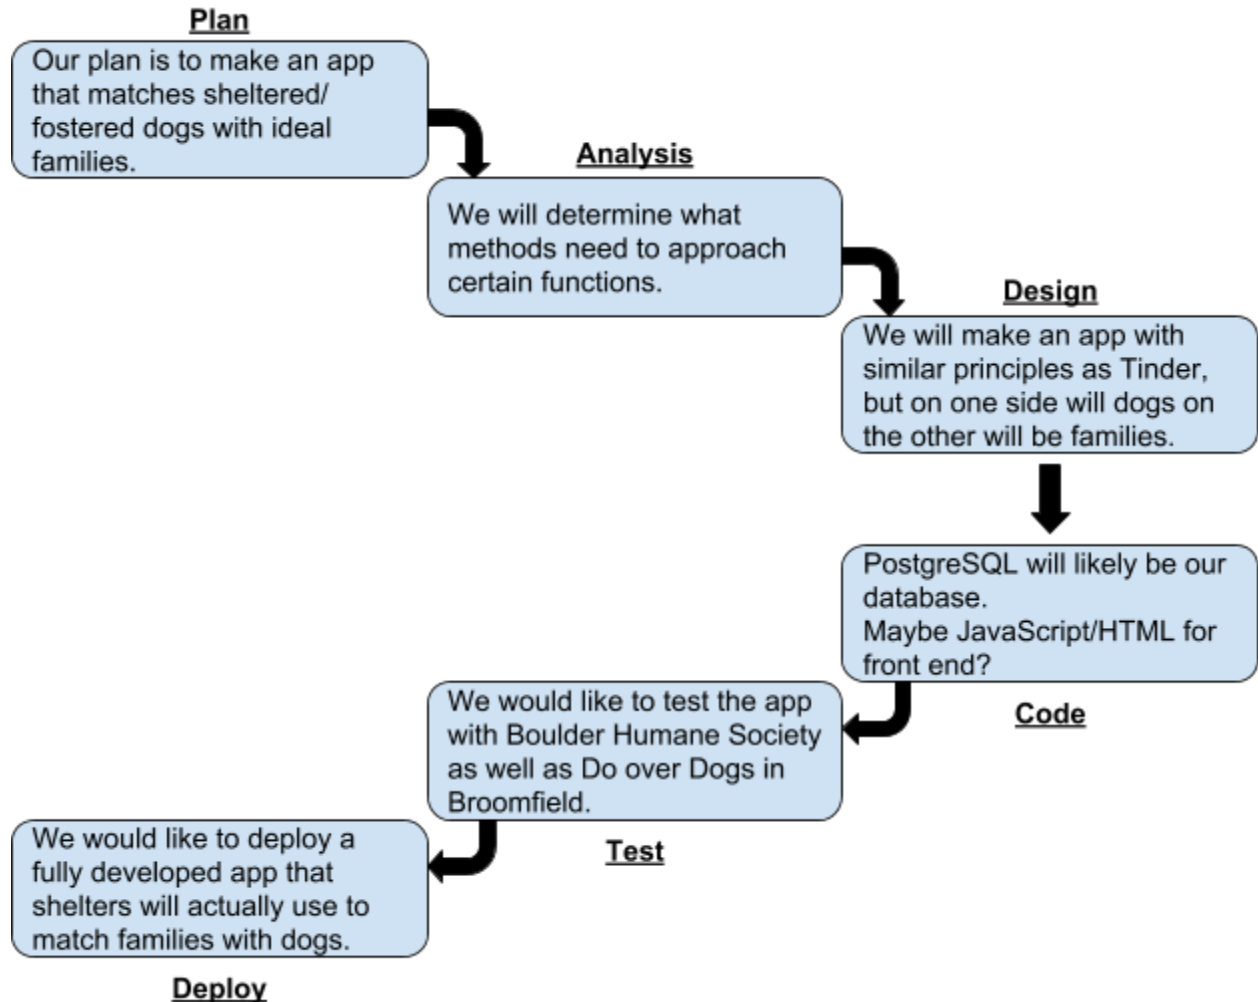 Plan
Our plan is to make an app
that matches sheltered/
fostered dogs with ideal
families.
Analysis
We will determine what
methods need to approach
certain functions.
Design
We will make an app with
similar principles as Tinder,
but on one side will dogs on
the other will be families.
PostgreSQL will likely be our
database.
Maybe JavaScript/HTML for
front end?
Code
We would like to test the app
with Boulder Humane Society
as well as Do over Dogs in
Broomfield.
Test
We would like to deploy a
fully developed app that
shelters will actually use to
match families with dogs.
Deploy